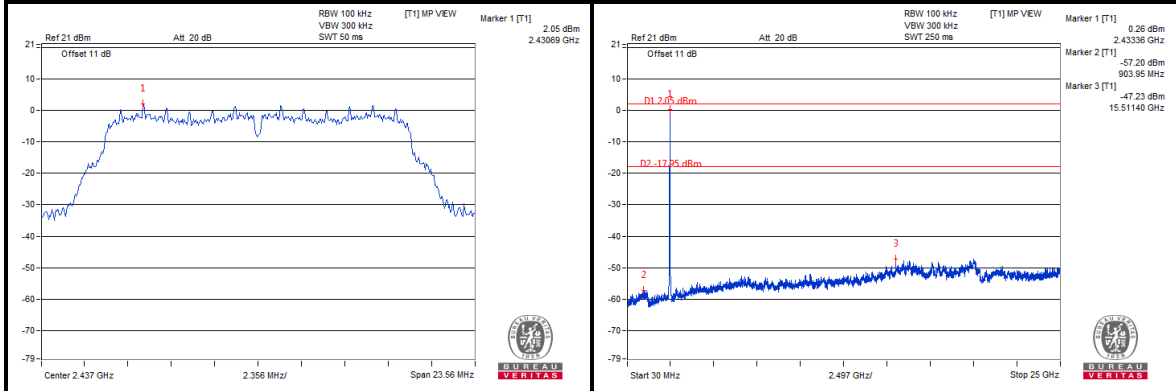 RBW 100 kHz [T1] MP VIEW
VBW 300 kHz
SWT 50 ms
Ref 21 dBm Att 20 dB
Offset 11 dB
Marker 1 [T1]
2.05 dBm
2.43069 GHz
21
10
0
-10
-20
-30
-40
-50
-60
-70
-79
1
Center 2.437 GHz 2.356 MHz/ Span 23.56 MHz
BUREAU VERITAS
1828
BUREAU
VERITAS
RBW 100 kHz [T1] MP VIEW
VBW 300 kHz
SWT 250 ms
Ref 21 dBm Att 20 dB
Offset 11 dB
Marker 1 [T1]
0.26 dBm
2.43336 GHz
Marker 2 [T1]
-57.20 dBm
903.95 MHz
Marker 3 [T1]
-47.23 dBm
15.51140 GHz
21
10
0
-10
-20
-30
-40
-50
-60
-70
-79
1
D1 2.05 dBm
D2 -17.95 dBm
2
3
Start 30 MHz 2.497 GHz/ Stop 25 GHz
BUREAU VERITAS
1828
BUREAU
VERITAS